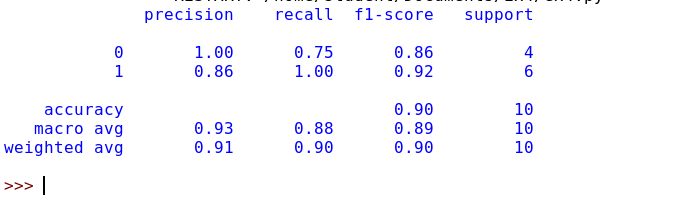 precision recall f1-score support
0 1.00 0.75 0.86 4
1 0.86 1.00 0.92 6
accuracy 0.90 10
macro avg 0.93 0.88 0.89 10
weighted avg 0.91 0.90 0.90 10
>>>